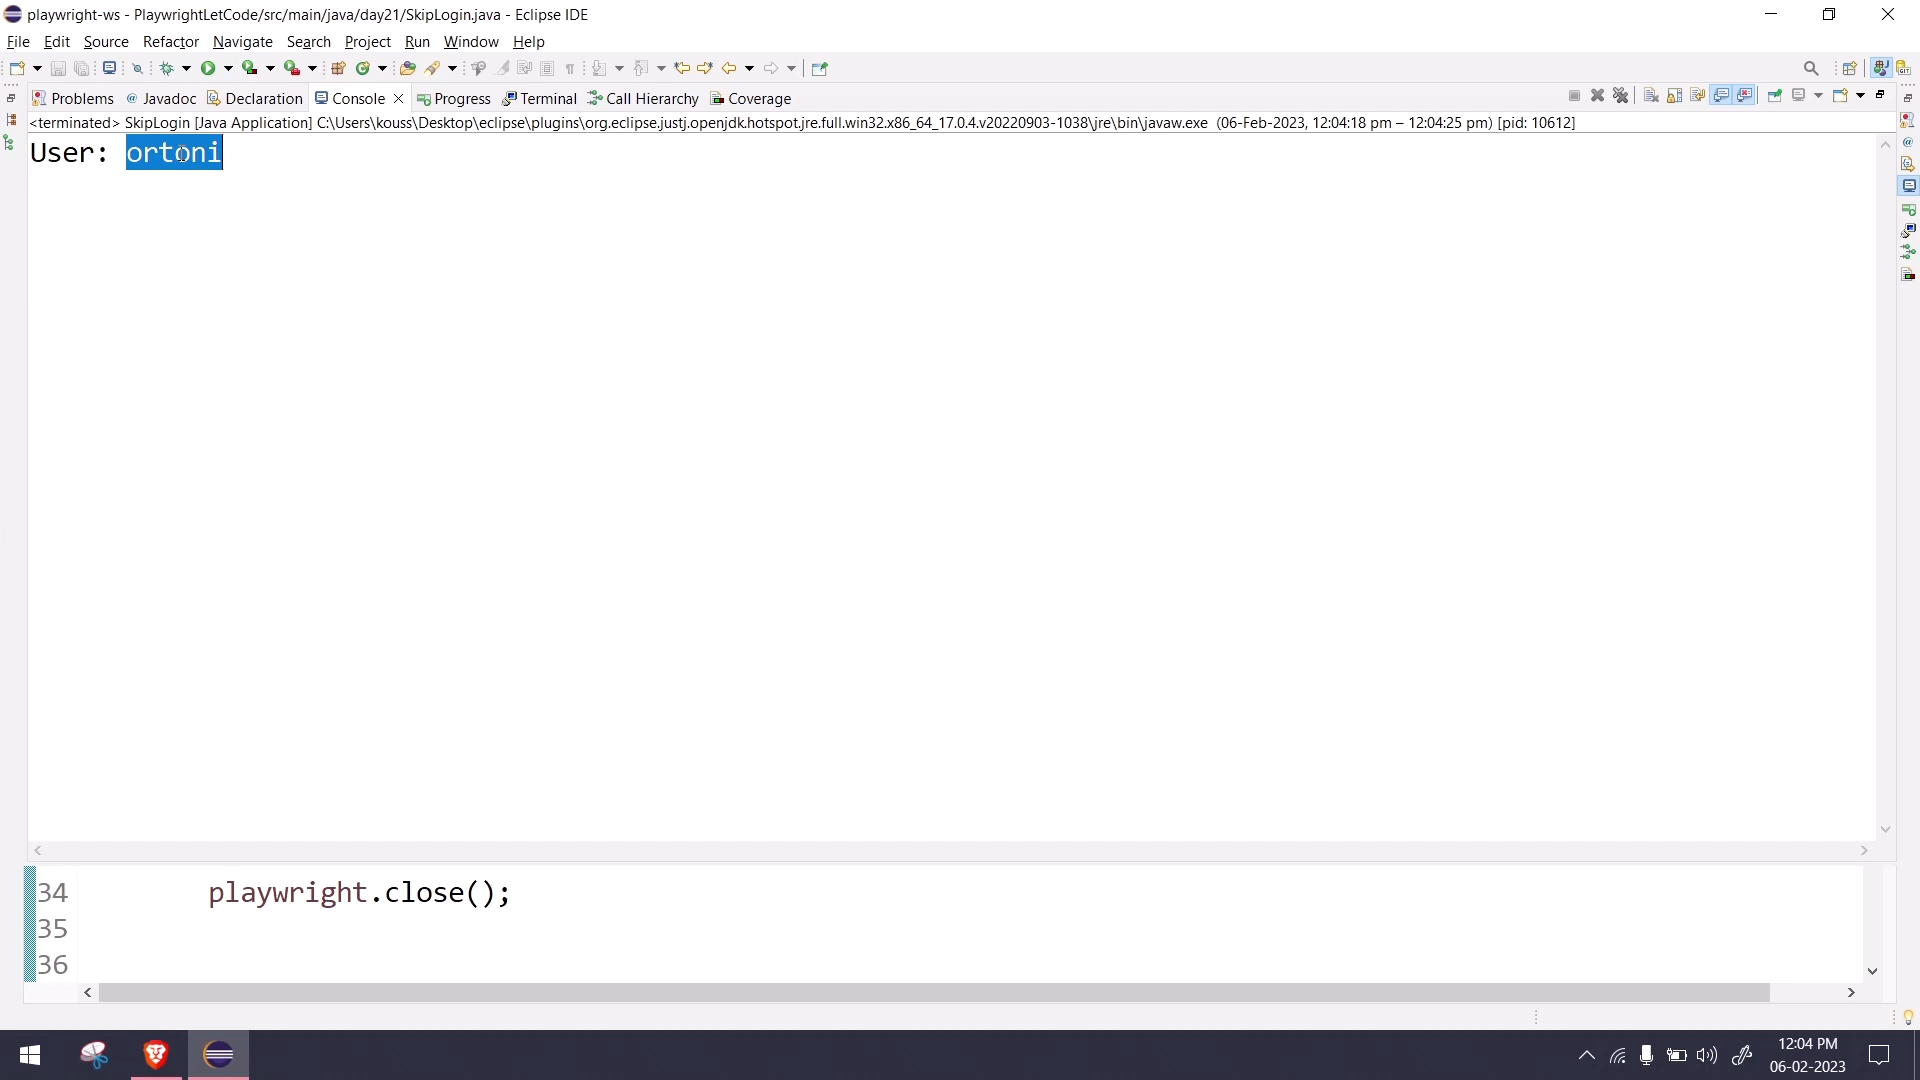 playwright-ws - PlaywrightLetCode/src/main/java/day21/SkipLogin.java - Eclipse IDE
File Edit Source Refactor Navigate Search Project Run Window Help
Problems Javadoc Declaration Console Progress Terminal Call Hierarchy Coverage
<terminated> SkipLogin [Java Application] C:\Users\kouss\Desktop\eclipse\plugins\org.eclipse.justj.openjdk.hotspot.jre.full.win32.x86_64_17.0.4.v20220903-1038\jre\bin\javaw.exe (06-Feb-2023, 12:04:18 pm – 12:04:25 pm) [pid: 10612]
User: ortoni
34 playwright.close();
35
36
12:04 PM
06-02-2023